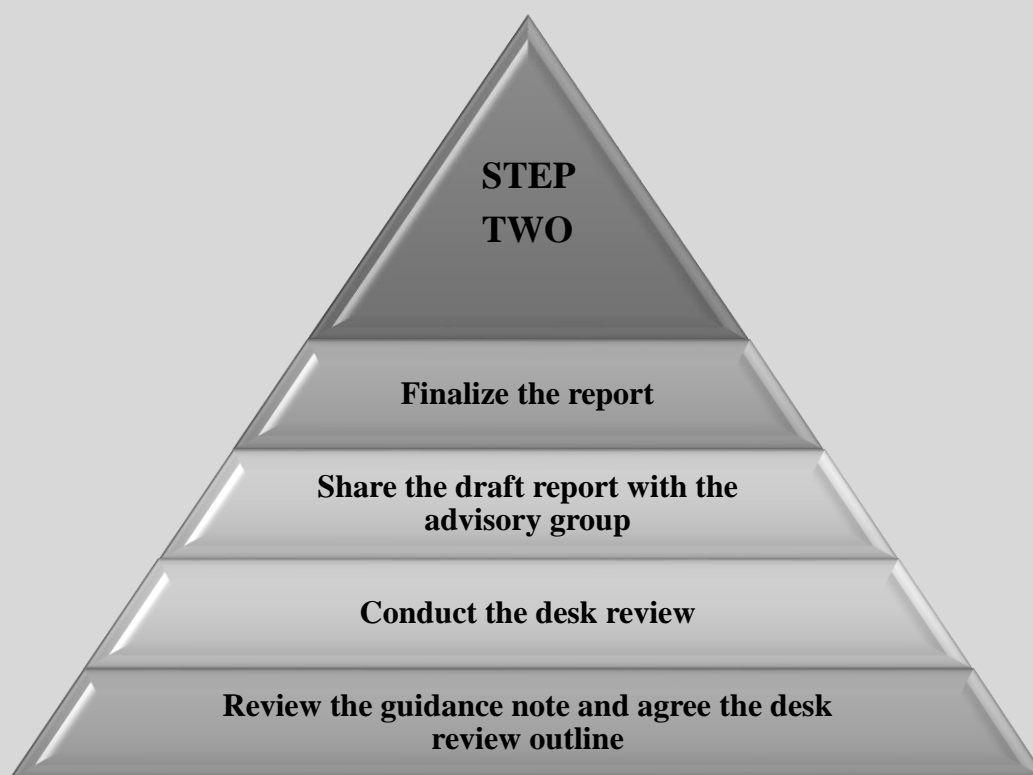 STEP
TWO
Finalize the report
Share the draft report with the
advisory group
Conduct the desk review
Review the guidance note and agree the desk
review outline